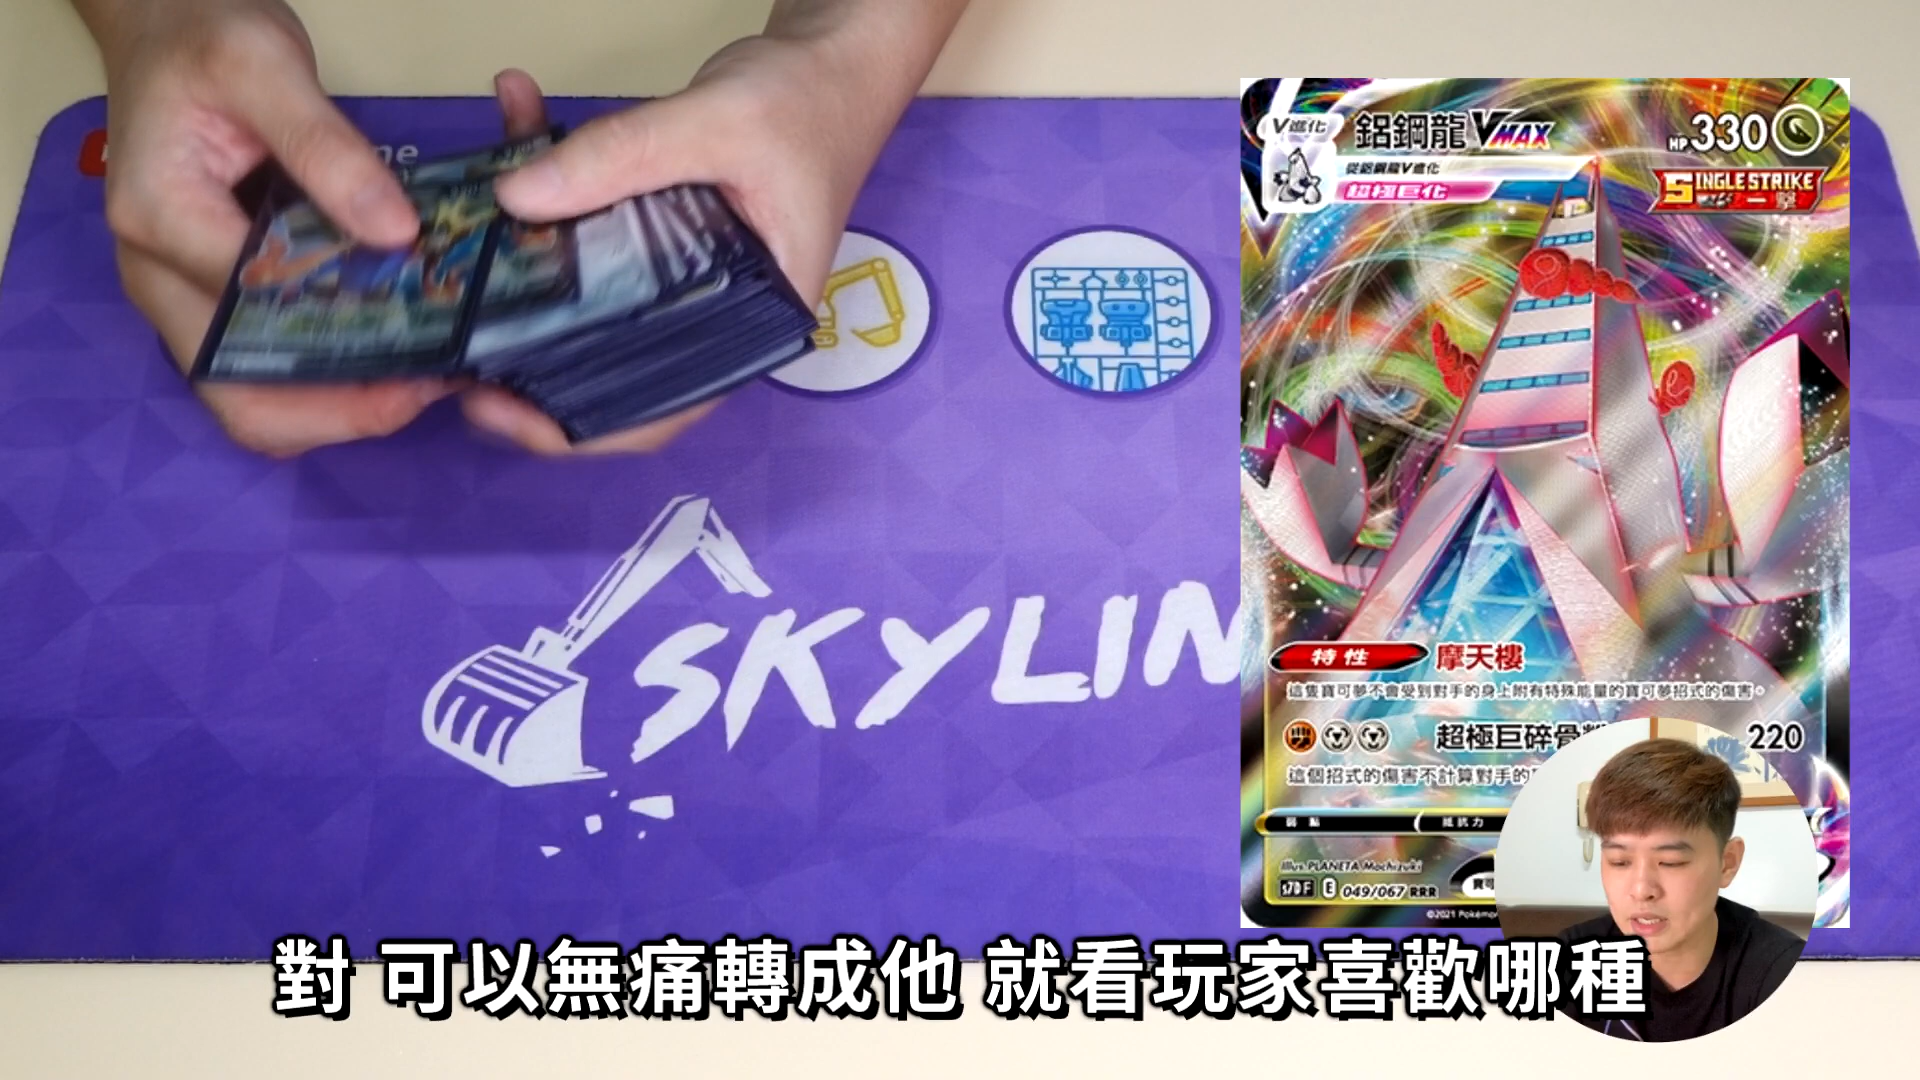 SKYLIN
V進化
鋁鋼龍VMAX
HP330
從鋁鋼龍V進化
超極巨化
SINGLE STRIKE
一擊
特性 摩天樓
這隻寶可夢不會受到對手的身上附有特殊能量的寶可夢招式的傷害。
超極巨碎骨
220
這個招式的傷害不計算對手的
弱點
抵抗力
Illus. PLANETA Mochizuki
s7D F E 049/067 RRR
©2021 Pokémon
對 可以無痛轉成他 就看玩家喜歡哪種